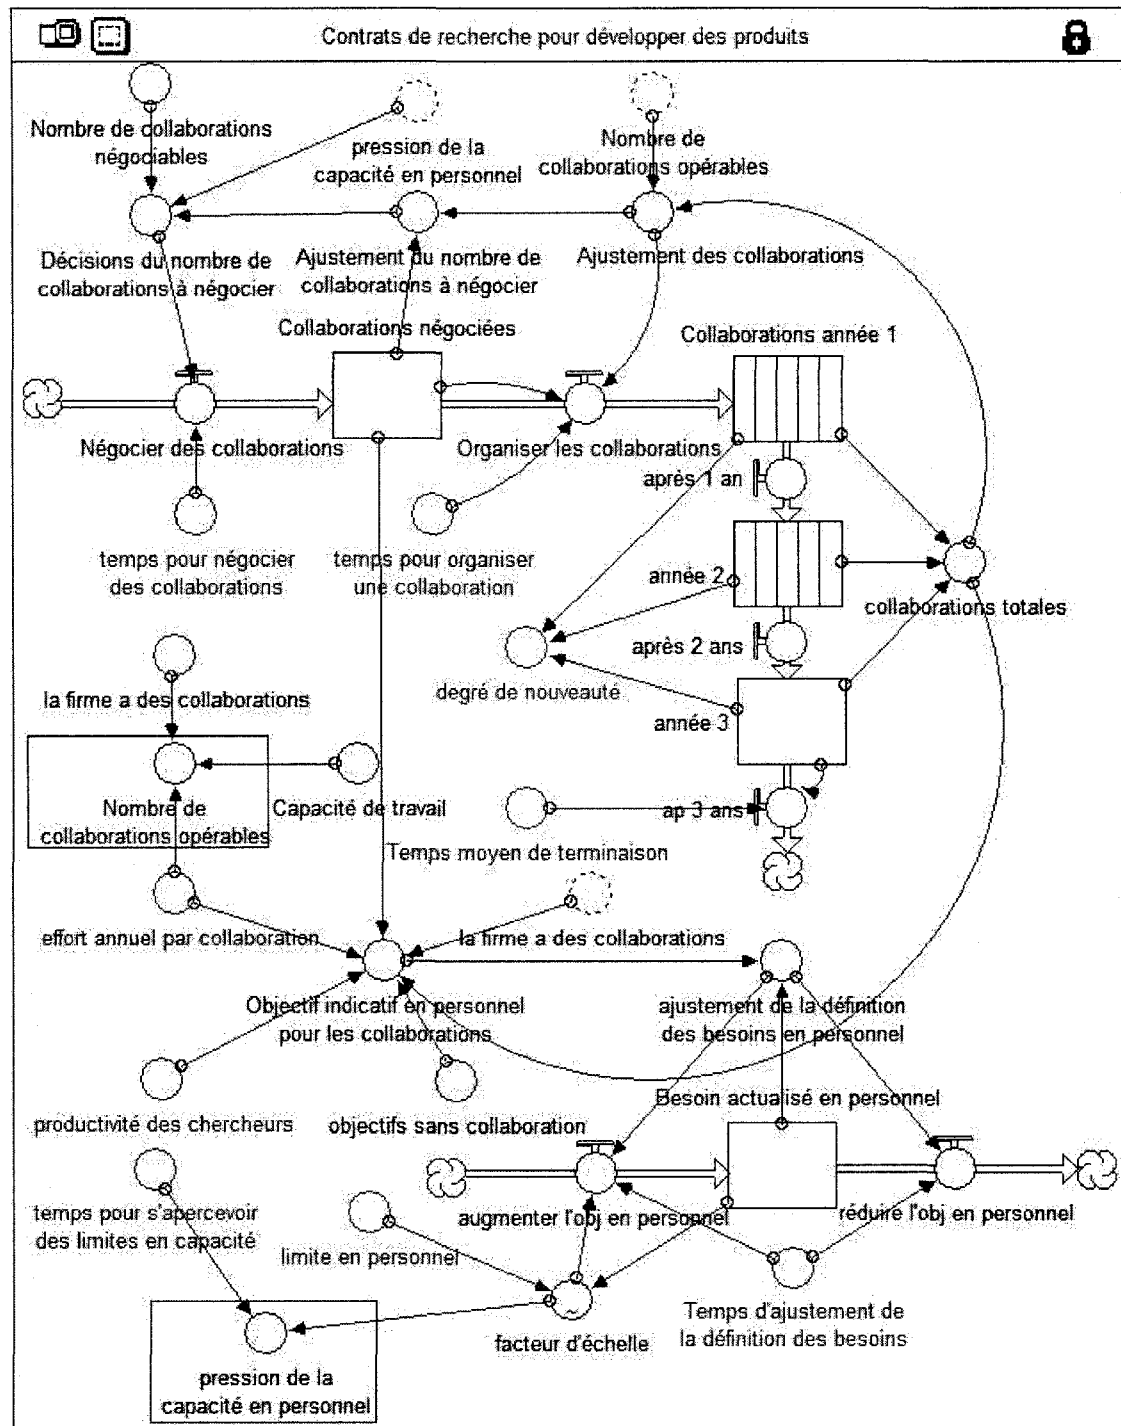 Contrats de recherche pour développer des produits
Nombre de collaborations
négociables
pression de la
capacité en personnel
Nombre de
collaborations opérables
Décisions du nombre de
collaborations à négocier
Ajustement du nombre de
collaborations à négocier
Ajustement des collaborations
Collaborations négociées
Collaborations année 1
Négocier des collaborations
Organiser les collaborations
après 1 an
temps pour négocier
des collaborations
temps pour organiser
une collaboration
année 2
collaborations totales
après 2 ans
degré de nouveauté
la firme a des collaborations
année 3
Nombre de
collaborations opérables
Capacité de travail
ap 3 ans
Temps moyen de terminaison
effort annuel par collaboration
la firme a des collaborations
Objectif indicatif en personnel
pour les collaborations
ajustement de la définition
des besoins en personnel
productivité des chercheurs
objectifs sans collaboration
Besoin actualisé en personnel
temps pour s'apercevoir
des limites en capacité
augmenter l'obj en personnel
réduire l'obj en personnel
limite en personnel
Temps d'ajustement de
la définition des besoins
facteur d'échelle
pression de la
capacité en personnel